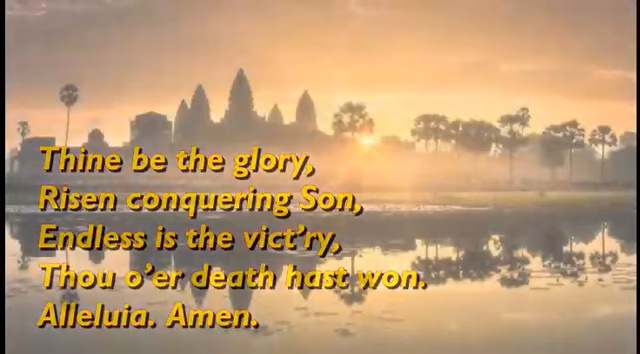 Thine be the glory,
Risen conquering Son,
Endless is the vict'ry,
Thou o'er death hast won.
Alleluia. Amen.